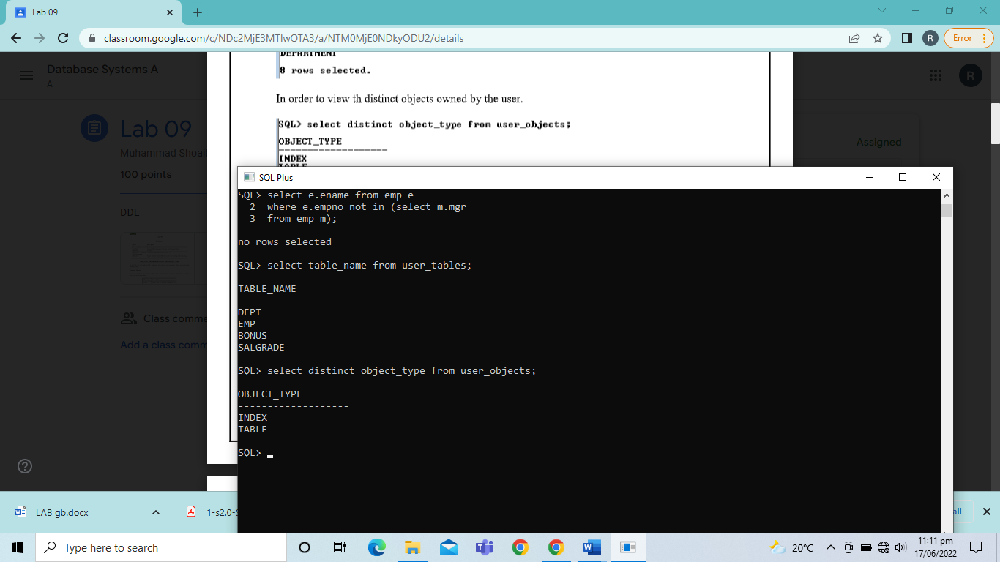 Lab 09
classroom.google.com/c/NDc2MjE3MTIwOTA3/a/NTM0MjE0NDkyODU2/details
R
Error
Database Systems A
A
R
DEPARTMENT
8 rows selected.
In order to view th distinct objects owned by the user.
SQL> select distinct object_type from user_objects;
OBJECT_TYPE
-------------------
INDEX
TABLE
Lab 09
Muhammad Shoai
100 points
Assigned
DDL
Class comme
Add a class comm
SQL Plus
SQL> select e.ename from emp e
2 where e.empno not in (select m.mgr
3 from emp m);
no rows selected
SQL> select table_name from user_tables;
TABLE_NAME
------------------------------
DEPT
EMP
BONUS
SALGRADE
SQL> select distinct object_type from user_objects;
OBJECT_TYPE
-------------------
INDEX
TABLE
SQL>
LAB gb.docx
1-s2.0-S
all
Type here to search
20°C
11:11 pm
17/06/2022